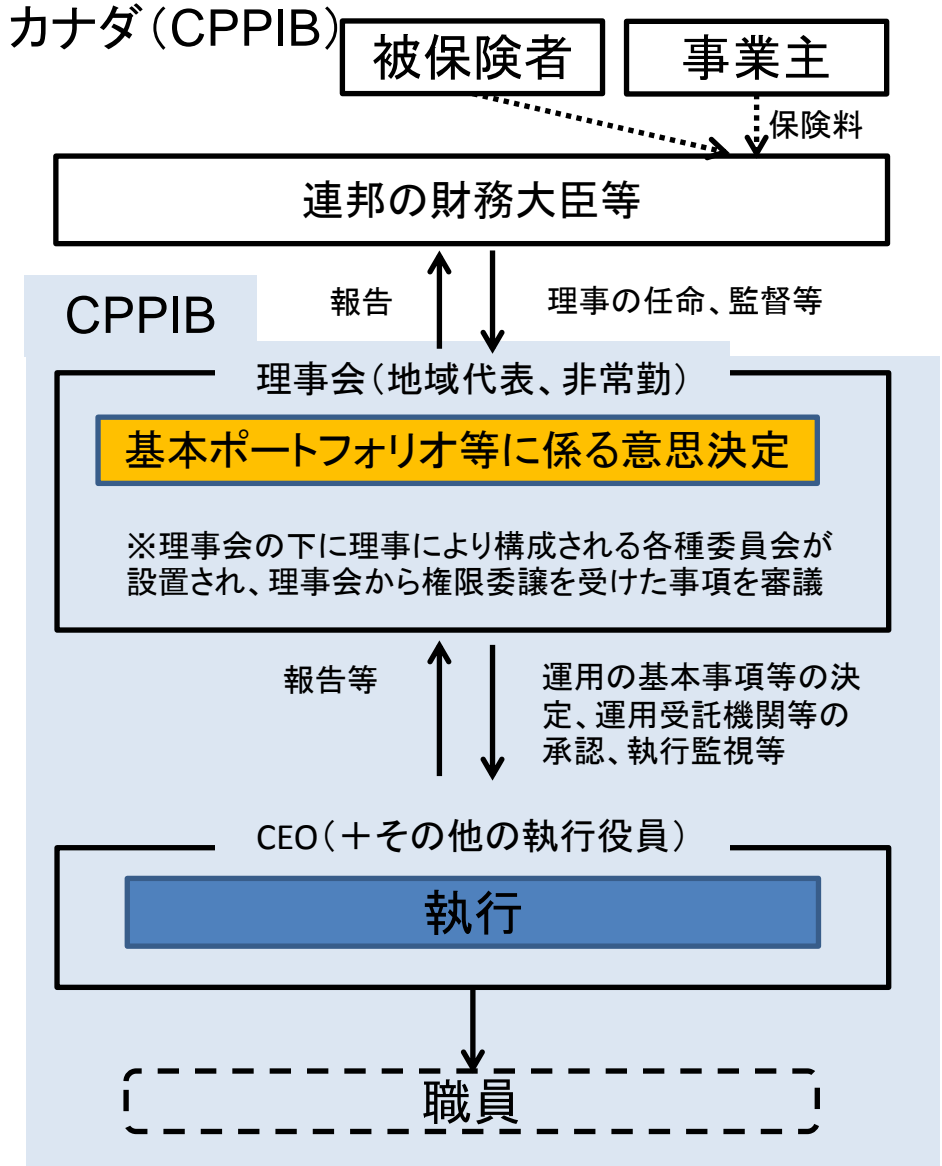 カナダ（CPPIB）
被保険者
事業主
保険料
連邦の財務大臣等
報告
理事の任命、監督等
CPPIB
理事会（地域代表、非常勤）
基本ポートフォリオ等に係る意思決定
※理事会の下に理事により構成される各種委員会が
設置され、理事会から権限委譲を受けた事項を審議
報告等
運用の基本事項等の決
定、運用受託機関等の
承認、執行監視等
CEO（＋その他の執行役員）
執行
職員